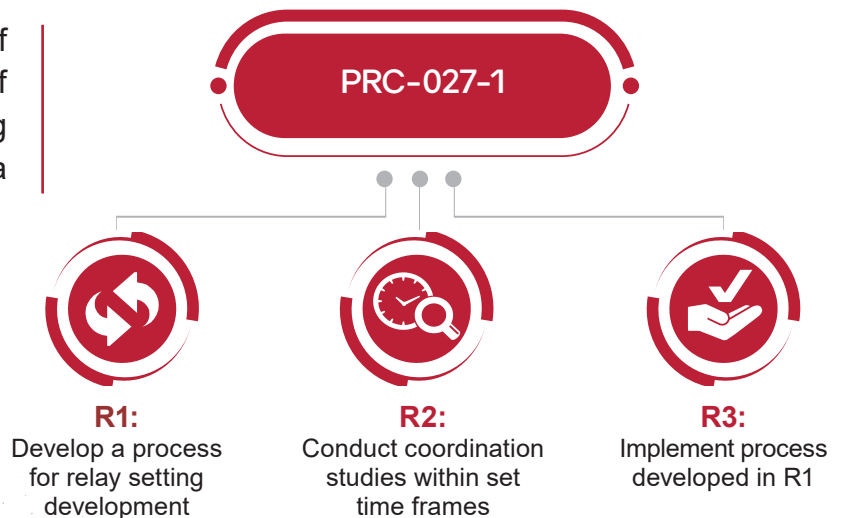 f
f
g
a
PRC-027-1
R1:
Develop a process
for relay setting
development
R2:
Conduct coordination
studies within set
time frames
R3:
Implement process
developed in R1